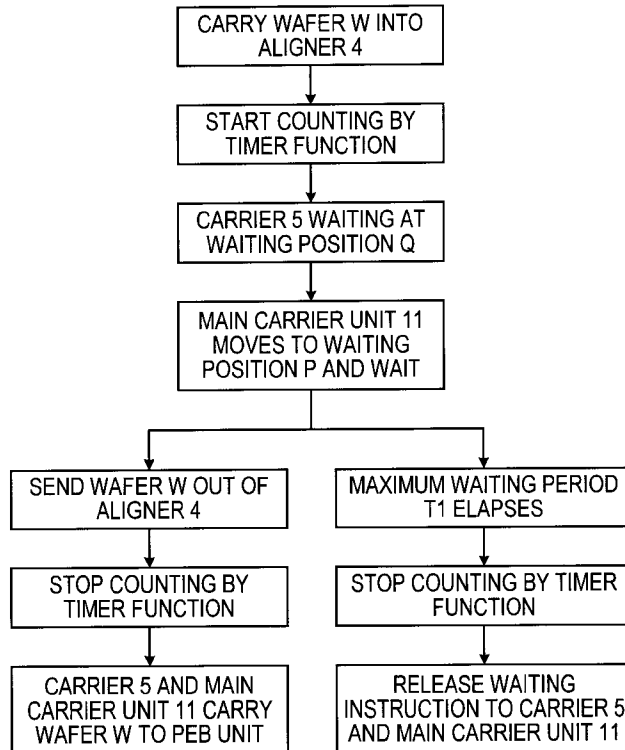 CARRY WAFER W INTO
ALIGNER 4
START COUNTING BY
TIMER FUNCTION
CARRIER 5 WAITING AT
WAITING POSITION Q
MAIN CARRIER UNIT 11
MOVES TO WAITING
POSITION P AND WAIT
SEND WAFER W OUT OF
ALIGNER 4
STOP COUNTING BY
TIMER FUNCTION
CARRIER 5 AND MAIN
CARRIER UNIT 11 CARRY
WAFER W TO PEB UNIT
MAXIMUM WAITING PERIOD
T1 ELAPSES
STOP COUNTING BY TIMER
FUNCTION
RELEASE WAITING
INSTRUCTION TO CARRIER 5
AND MAIN CARRIER UNIT 11